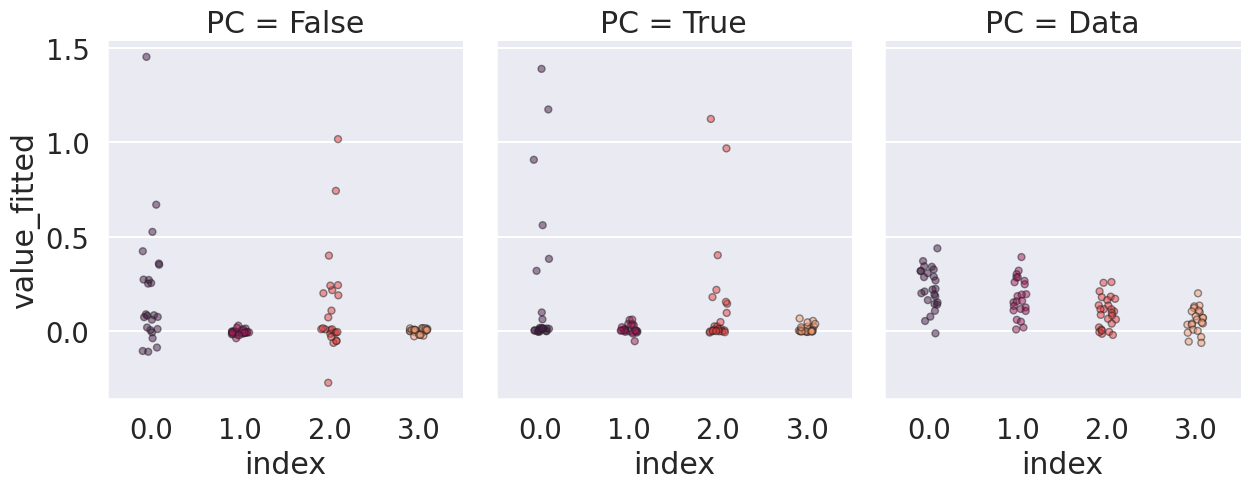 PC = False
PC = True
PC = Data
value_fitted
1.5
1.0
0.5
0.0
0.0 1.0 2.0 3.0
index
0.0 1.0 2.0 3.0
index
0.0 1.0 2.0 3.0
index